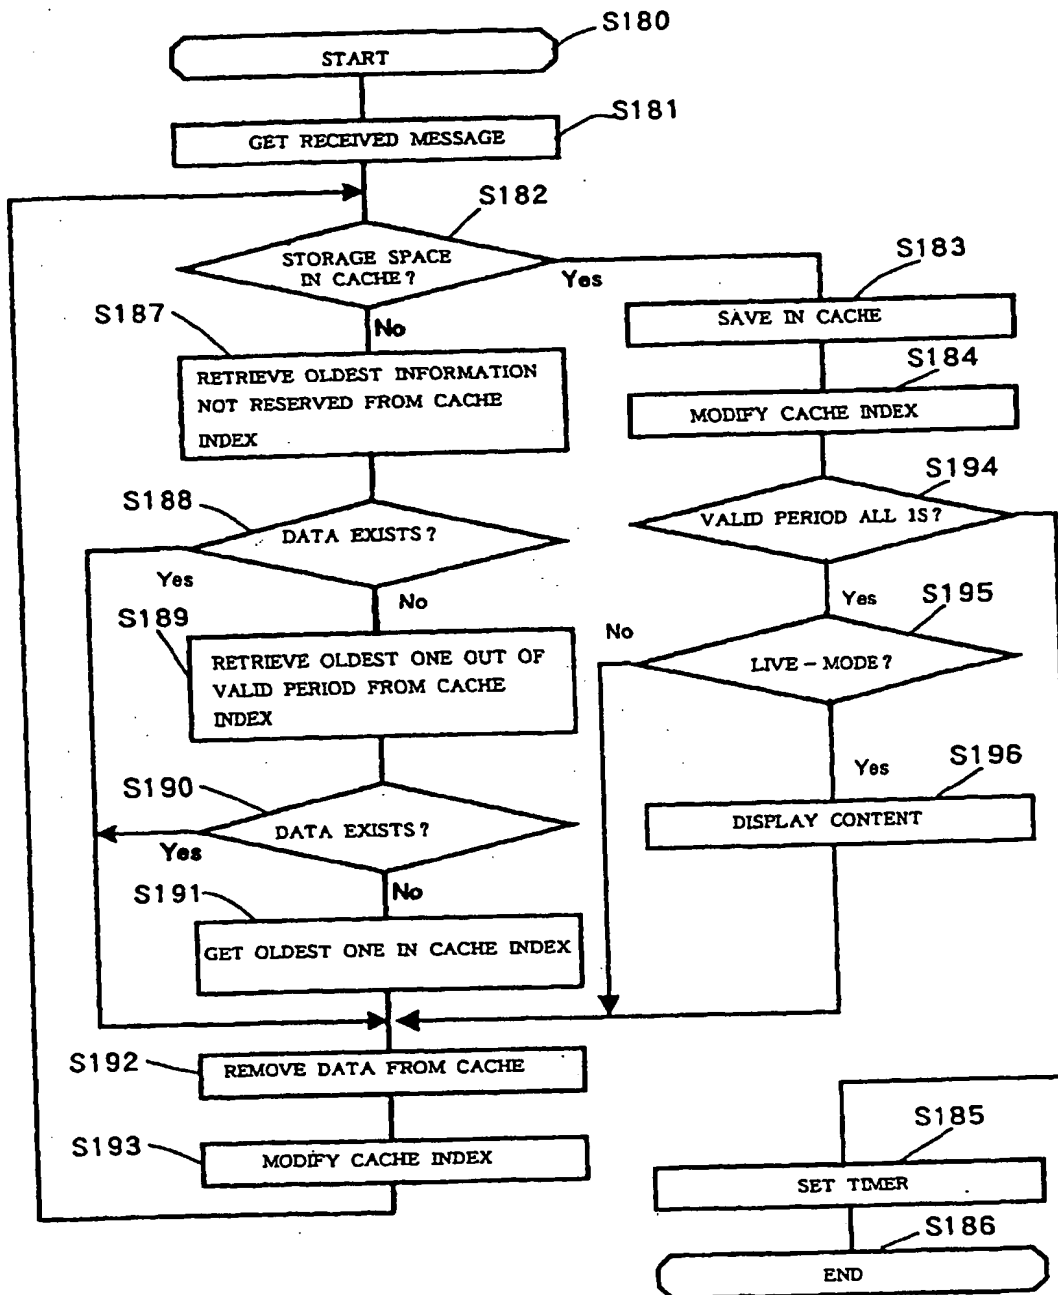 S180
START
S181
GET RECEIVED MESSAGE
S182
STORAGE SPACE
IN CACHE?
Yes
No
S183
SAVE IN CACHE
S184
MODIFY CACHE INDEX
S187
RETRIEVE OLDEST INFORMATION
NOT RESERVED FROM CACHE
INDEX
S194
VALID PERIOD ALL 1S?
Yes
S188
DATA EXISTS?
Yes
No
S195
LIVE-MODE?
No
Yes
S189
RETRIEVE OLDEST ONE OUT OF
VALID PERIOD FROM CACHE
INDEX
S196
DISPLAY CONTENT
S190
DATA EXISTS?
Yes
No
S191
GET OLDEST ONE IN CACHE INDEX
S192
REMOVE DATA FROM CACHE
S193
MODIFY CACHE INDEX
S185
SET TIMER
S186
END